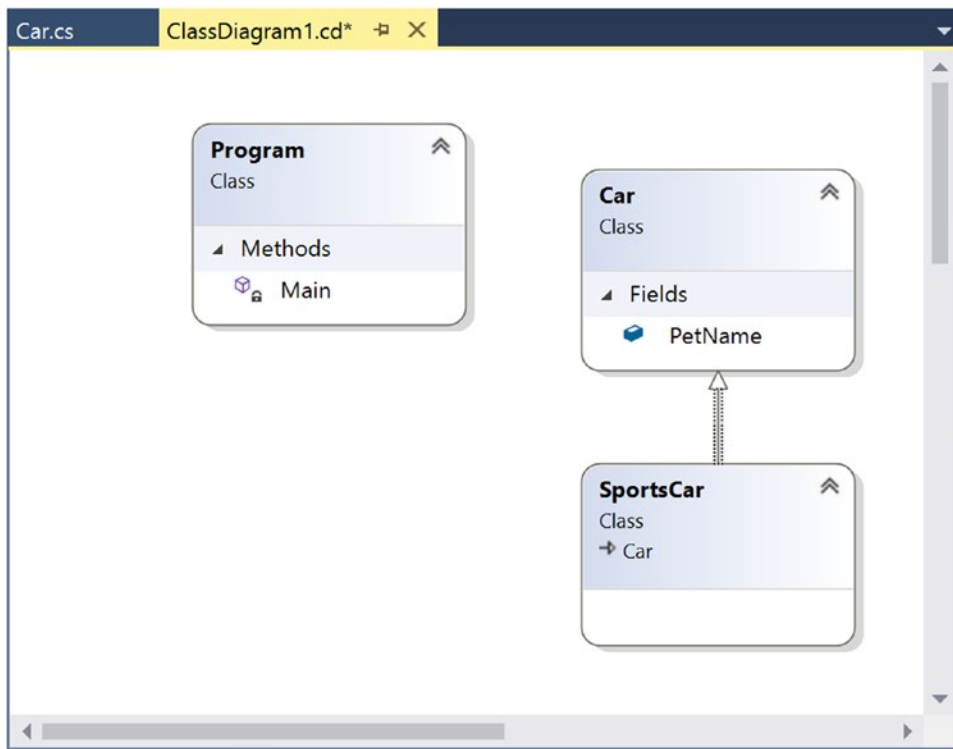 Car.cs
ClassDiagram1.cd*
Program
Class
Methods
Main
Car
Class
Fields
PetName
SportsCar
Class
Car